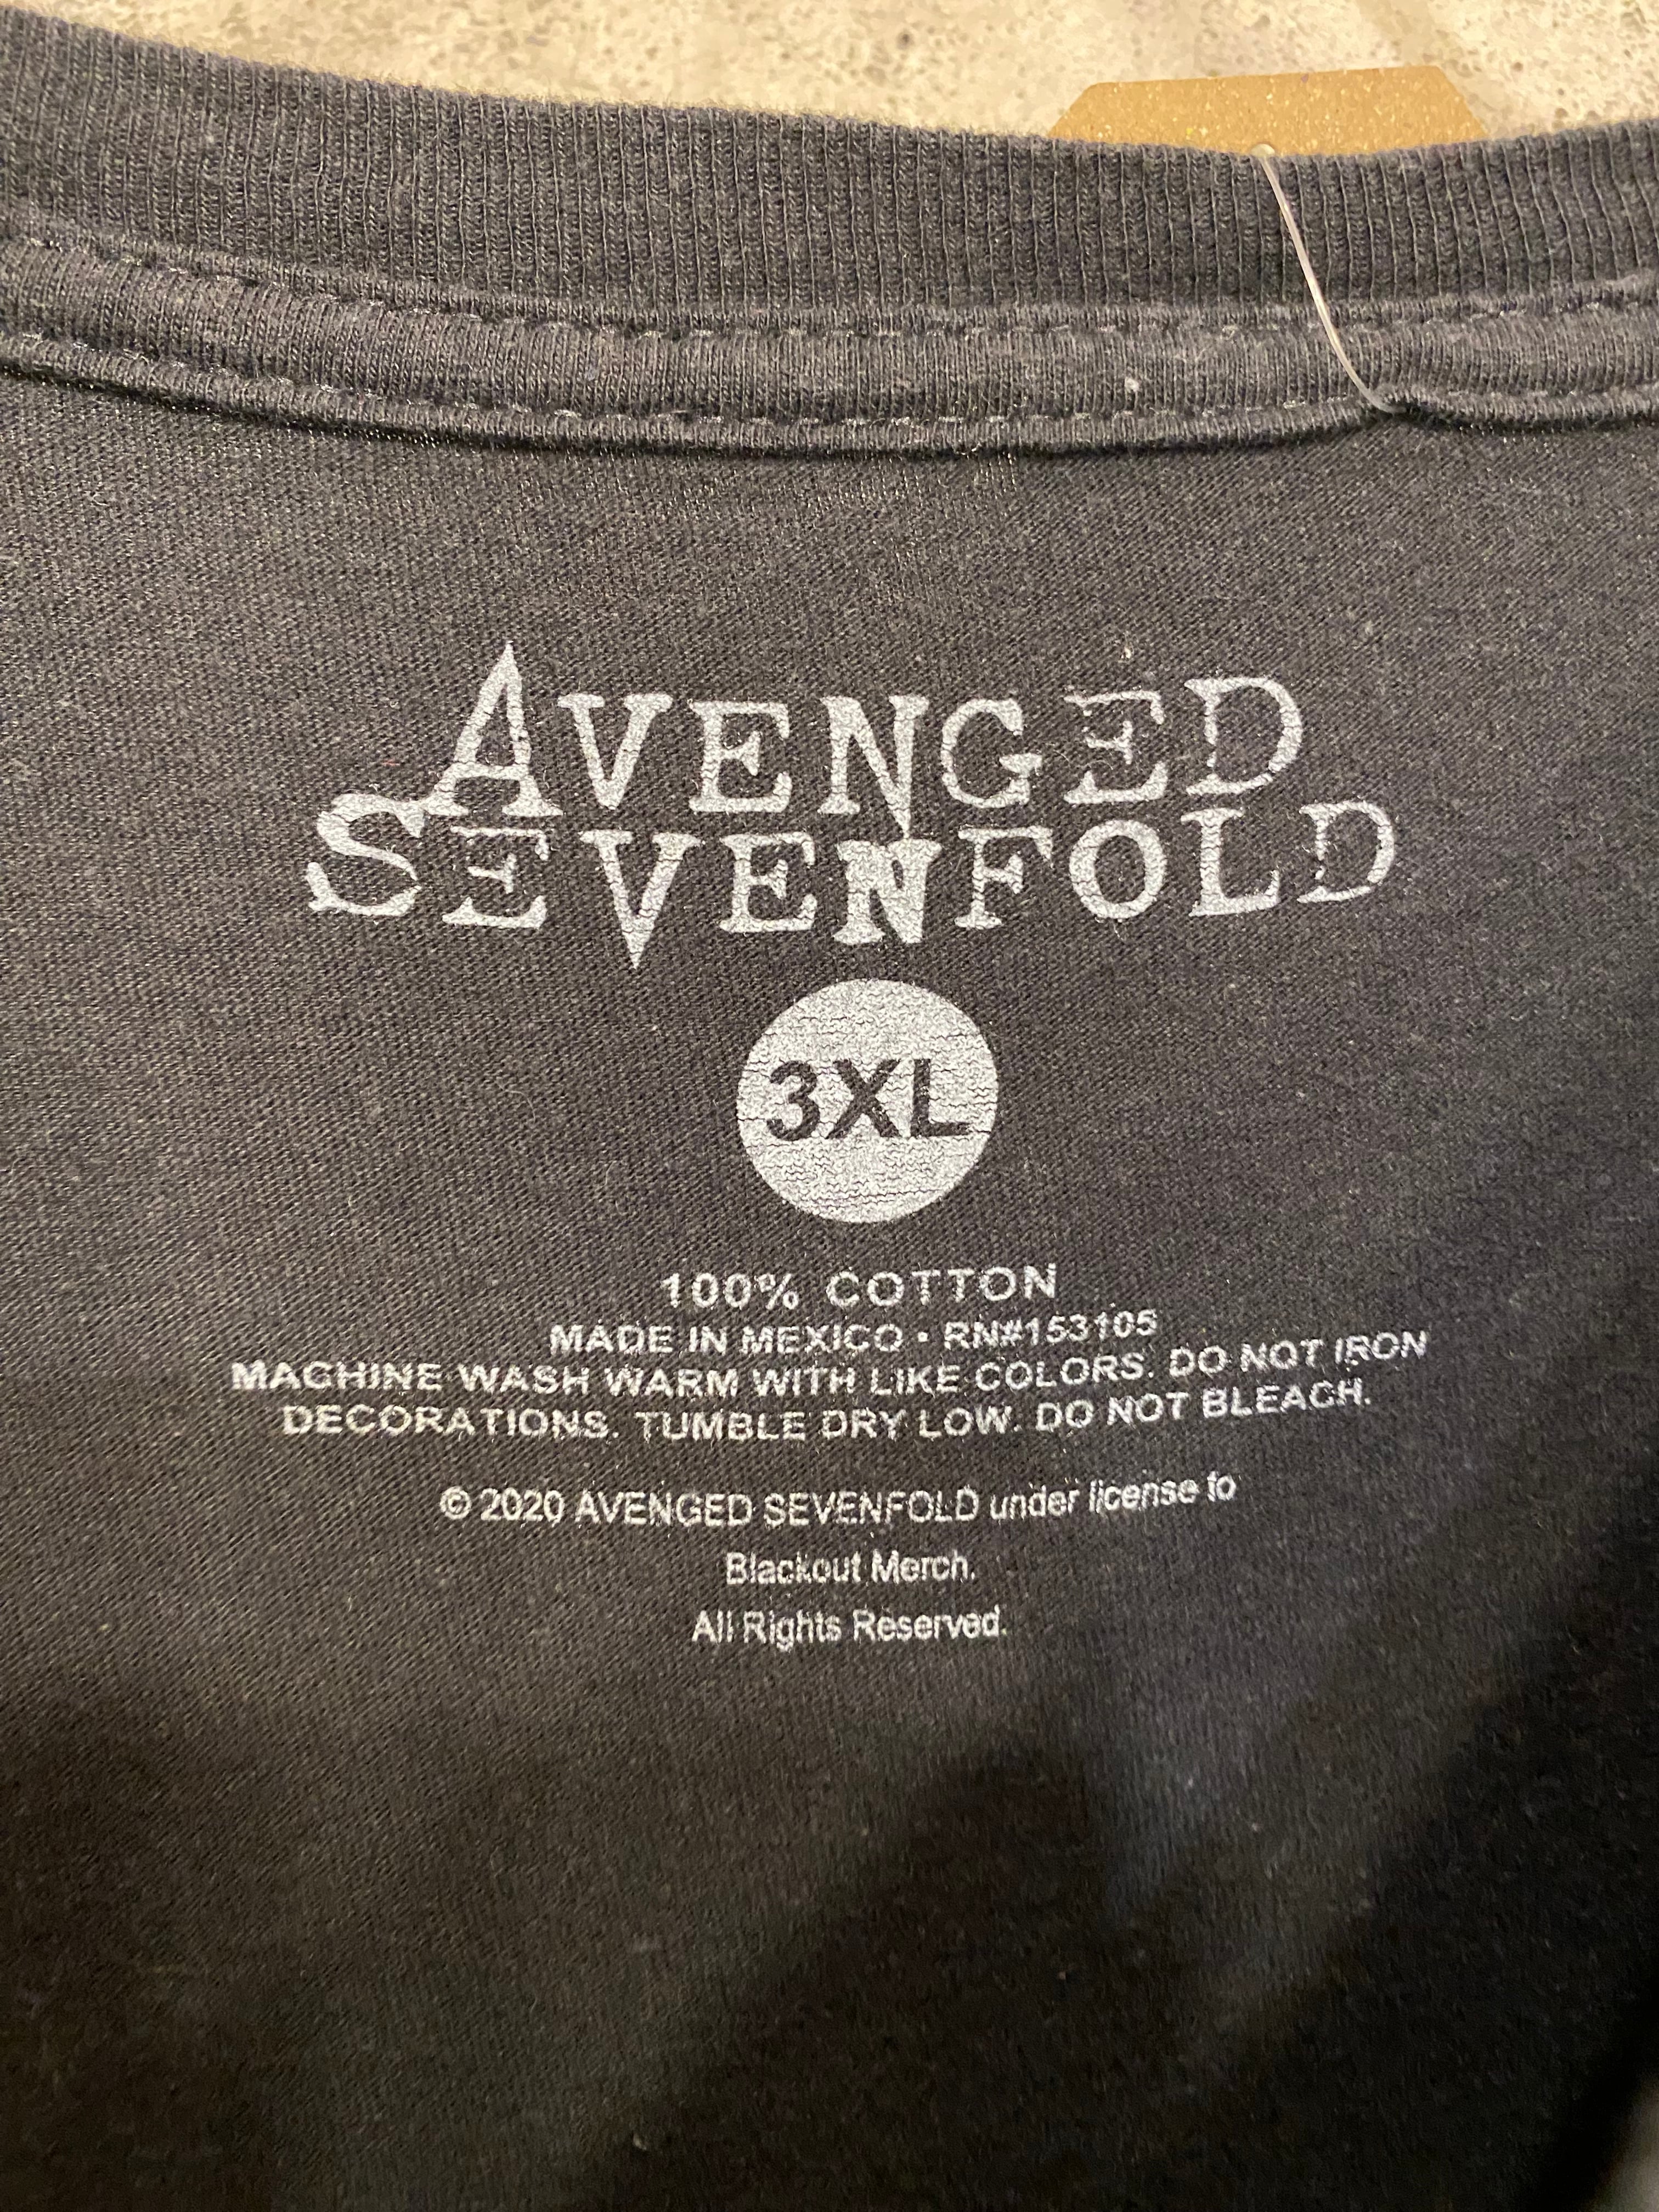 AVENGED
SEVENFOLD
3XL
100% COTTON
MADE IN MEXICO • RN#153105
MACHINE WASH WARM WITH LIKE COLORS. DO NOT IRON
DECORATIONS. TUMBLE DRY LOW. DO NOT BLEACH.
© 2020 AVENGED SEVENFOLD under license to
Blackout Merch.
All Rights Reserved.